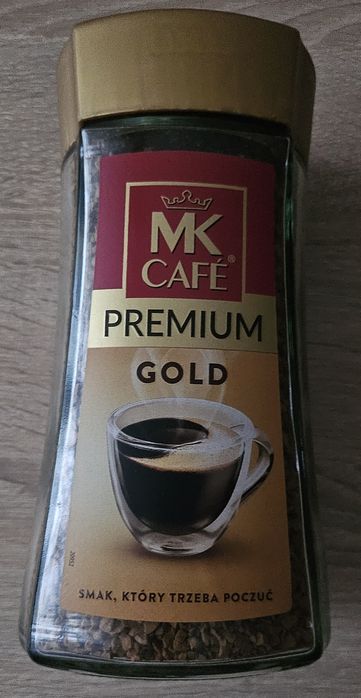 MK
CAFÉ®
PREMIUM
GOLD
SMAK, KTÓRY TRZEBA POCZUĆ